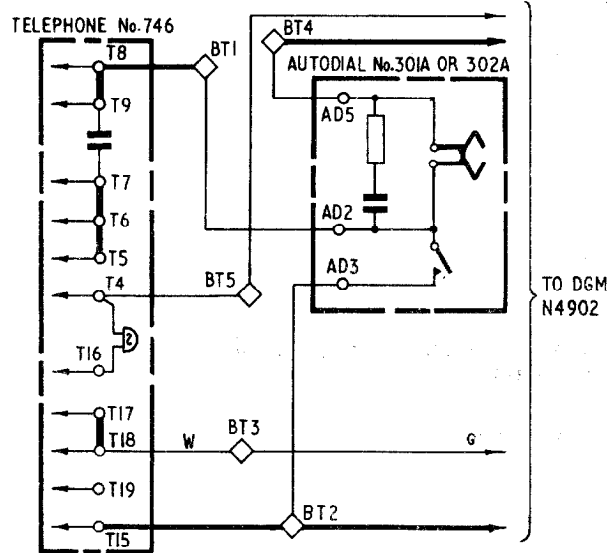 TELEPHONE No.746
T8
BT1
BT4
AUTODIAL No.301A OR 302A
T9
AD5
T7
T6
AD2
T5
AD3
T4
BT5
TO DGM
N4902
T16
T17
T18
W
BT3
G
T19
BT2
T15